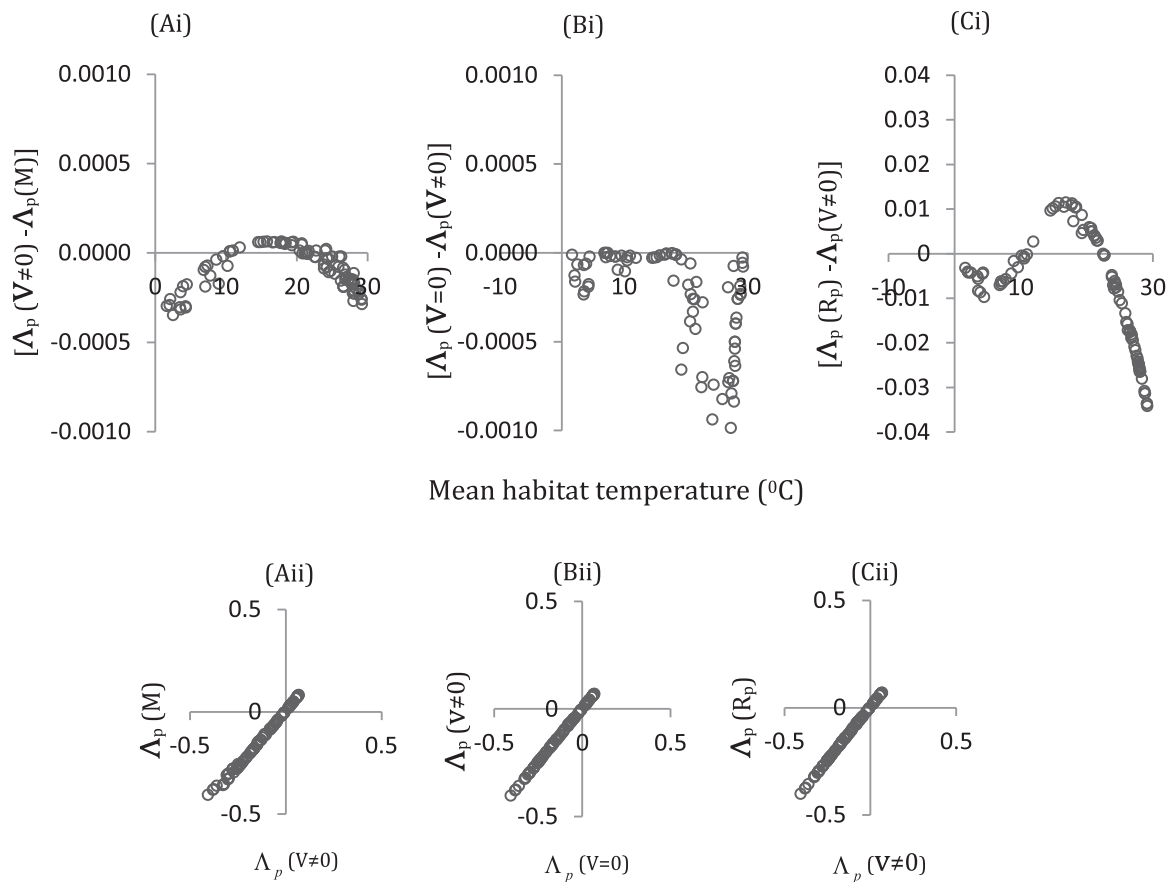 (Ai)
(Bi)
(Ci)
0.0010
0.0005
0.0000
-0.0005
-0.0010
0
10
20
30
[Λp (V≠0) -Λp(M)]
0.0010
0.0005
0.0000
-0.0005
-0.0010
-10
10
30
[Λp (V=0) -Λp(V≠0)]
0.04
0.03
0.02
0.01
0
-0.01
-0.02
-0.03
-0.04
-10
10
30
[Λp (Rp) -Λp(V≠0)]
Mean habitat temperature (⁰C)
(Aii)
(Bii)
(Cii)
0.5
0
-0.5
-0.5
0.5
Λp (M)
Λp (V≠0)
0.5
0
-0.5
-0.5
0
0.5
Λp (v≠0)
Λp (V=0)
0.5
0
-0.5
-0.5
0.5
Λp (Rp)
Λp (V≠0)